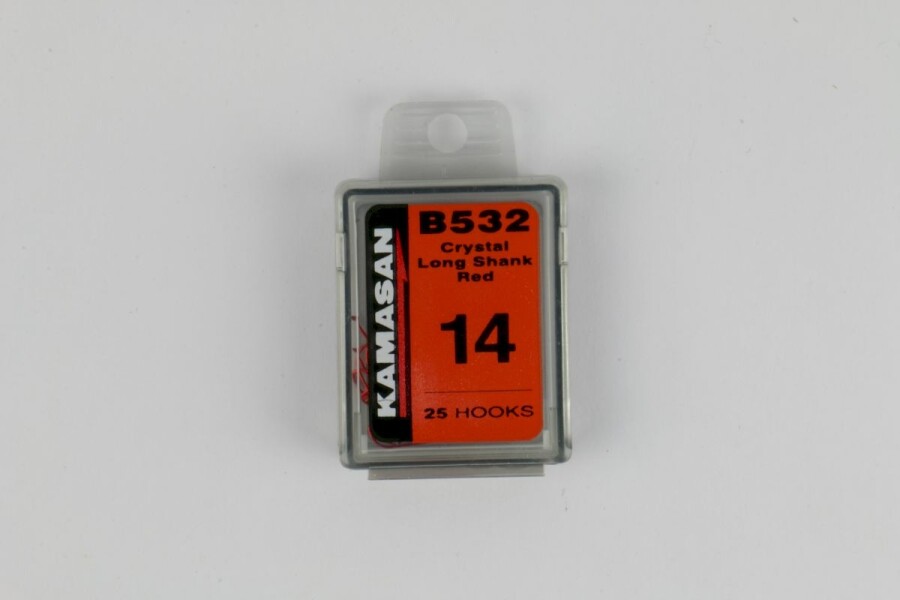 KAMASAN
B532
Crystal
Long Shank
Red
14
25 HOOKS